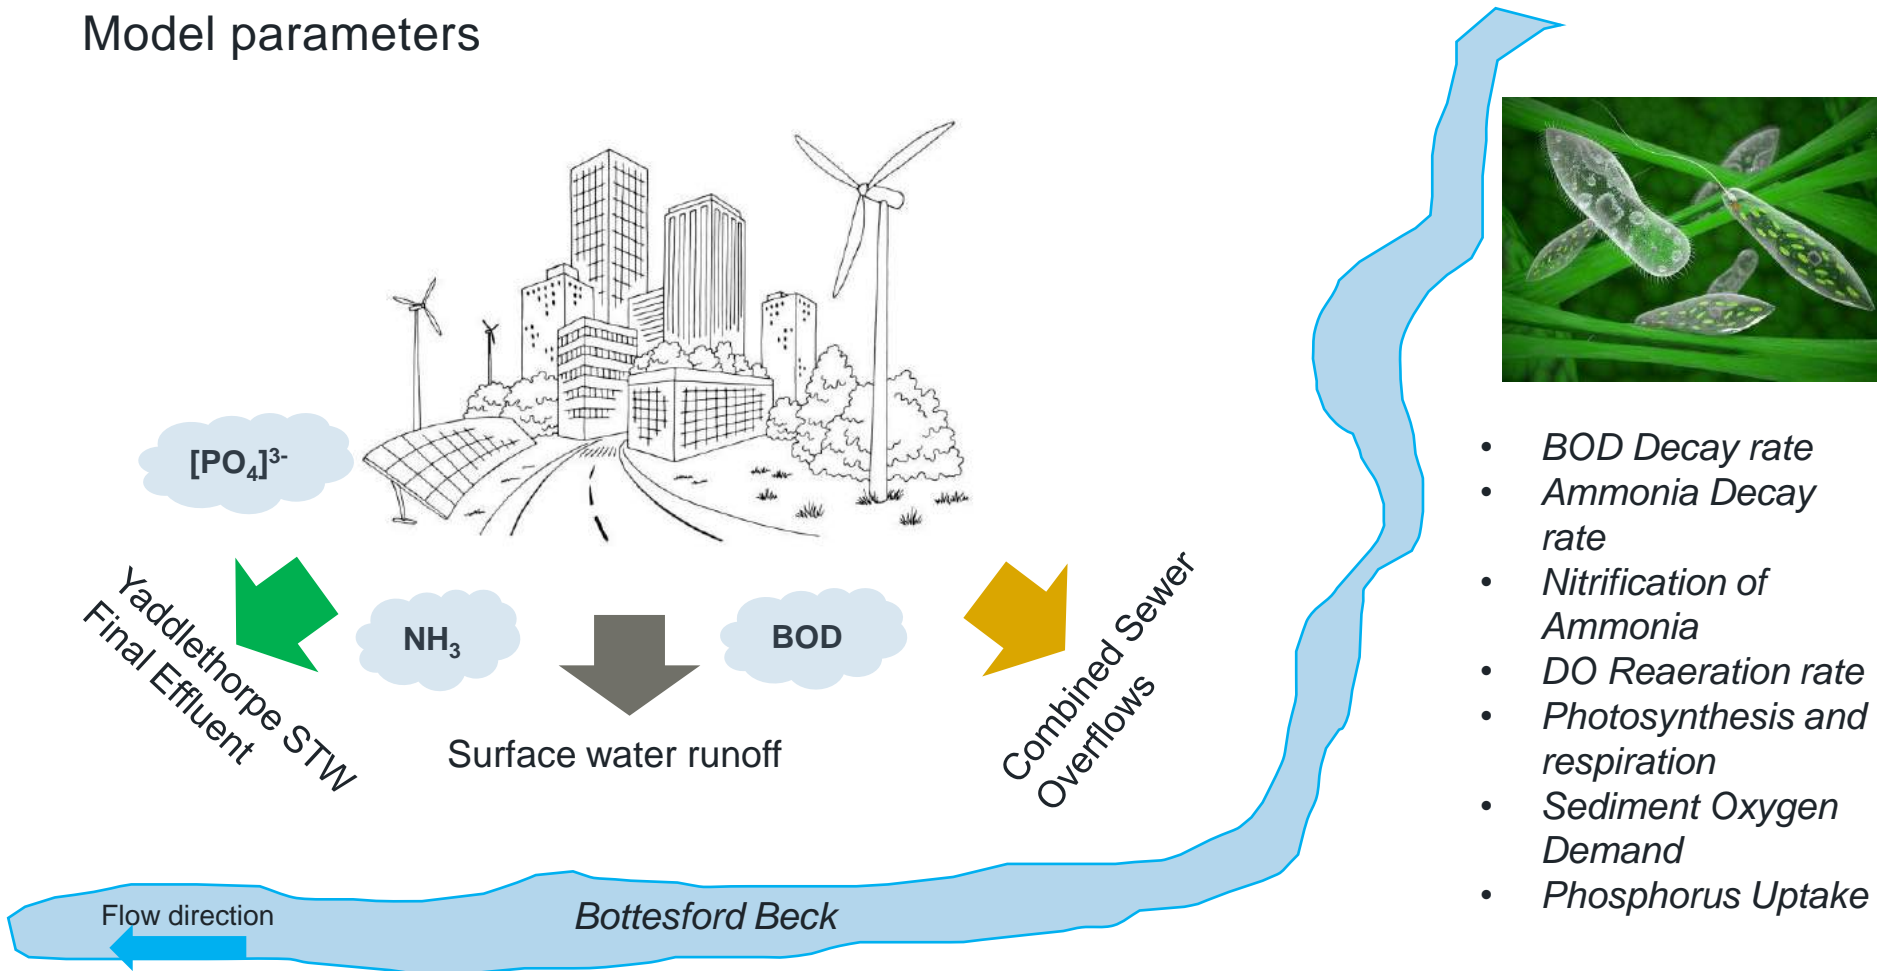 Model parameters
[PO₄]³⁻
NH₃
BOD
Yaddlethorpe STW
Final Effluent
Surface water runoff
Combined Sewer
Overflows
Flow direction
Bottesford Beck
• BOD Decay rate
• Ammonia Decay
rate
• Nitrification of
Ammonia
• DO Reaeration rate
• Photosynthesis and
respiration
• Sediment Oxygen
Demand
• Phosphorus Uptake